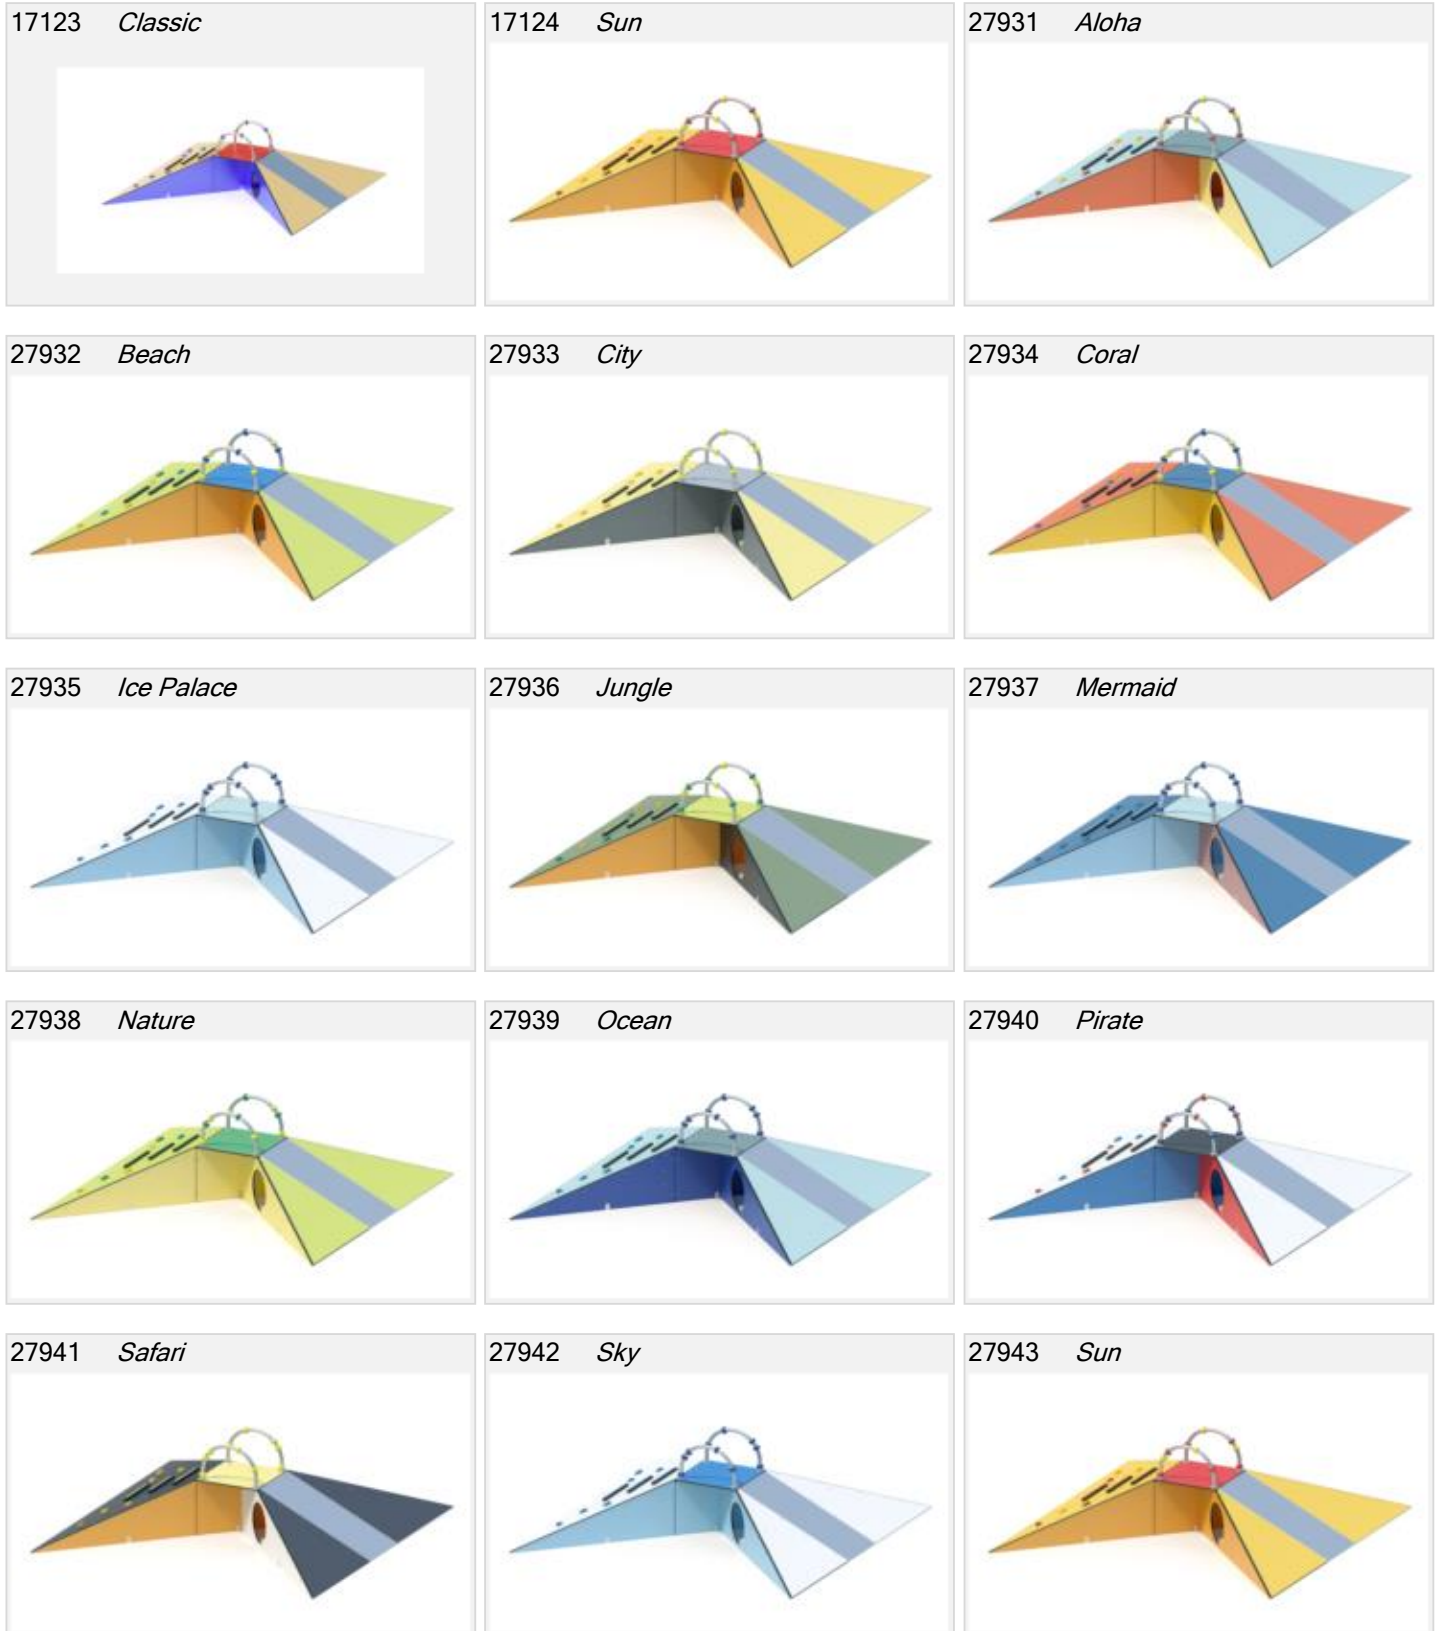 17123 Classic
17124 Sun
27931 Aloha
27932 Beach
27933 City
27934 Coral
27935 Ice Palace
27936 Jungle
27937 Mermaid
27938 Nature
27939 Ocean
27940 Pirate
27941 Safari
27942 Sky
27943 Sun